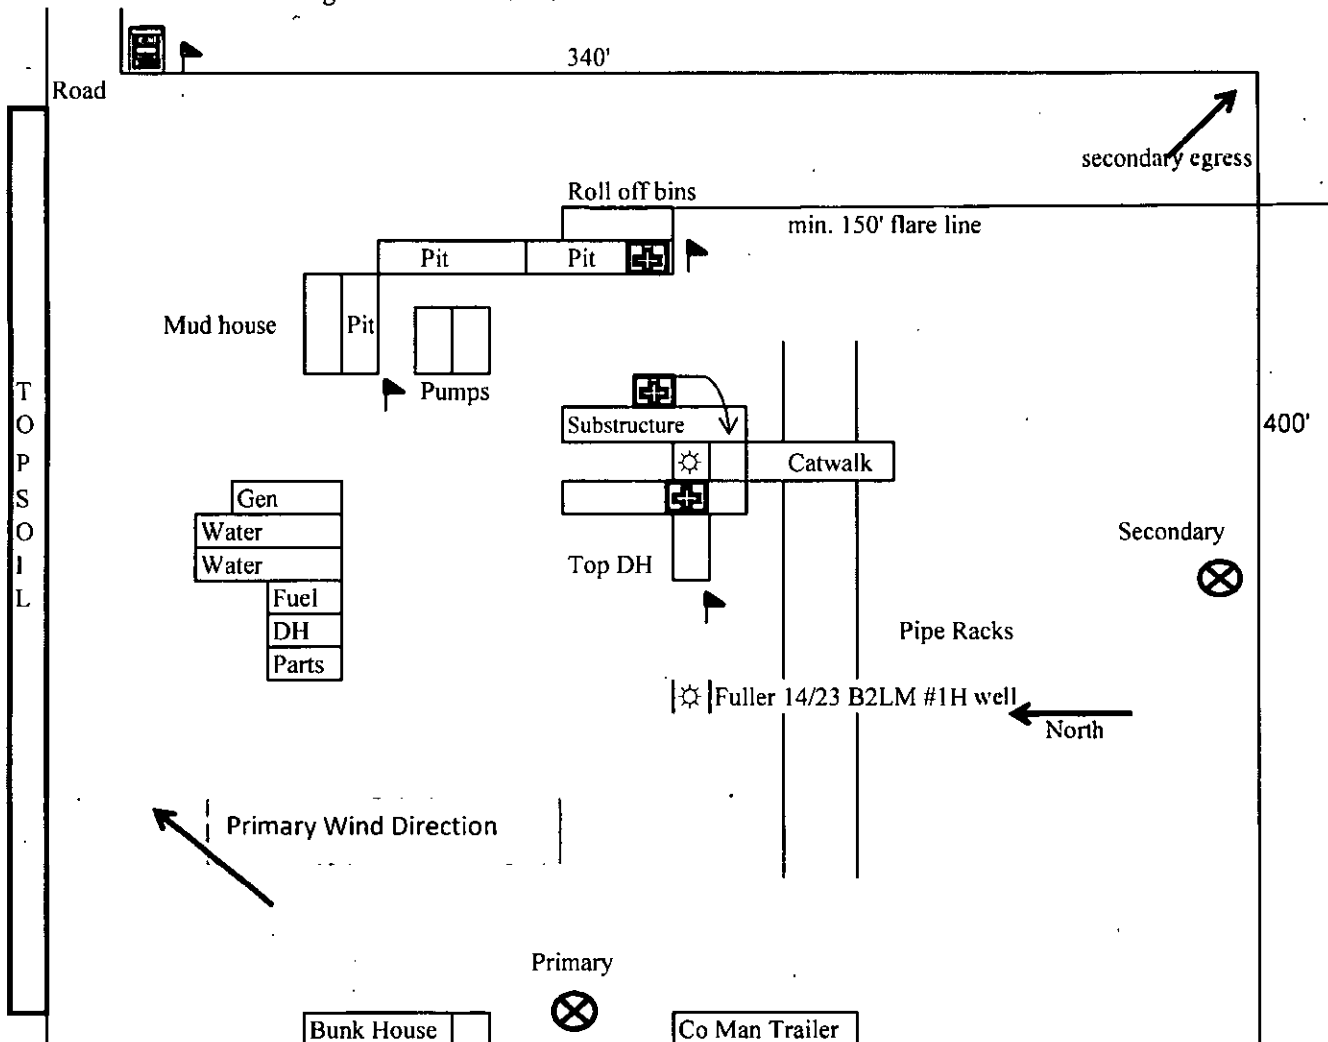 340'
Road
secondary egress
Roll off bins
min. 150' flare line
Pit
Pit
Mud house
Pit
Pumps
TOPSOIL
Substructure
400'
Catwalk
Gen
Water
Water
Secondary
Top DH
Fuel
DH
Pipe Racks
Parts
Fuller 14/23 B2LM #1H well
North
Primary Wind Direction
Primary
Bunk House
Co Man Trailer